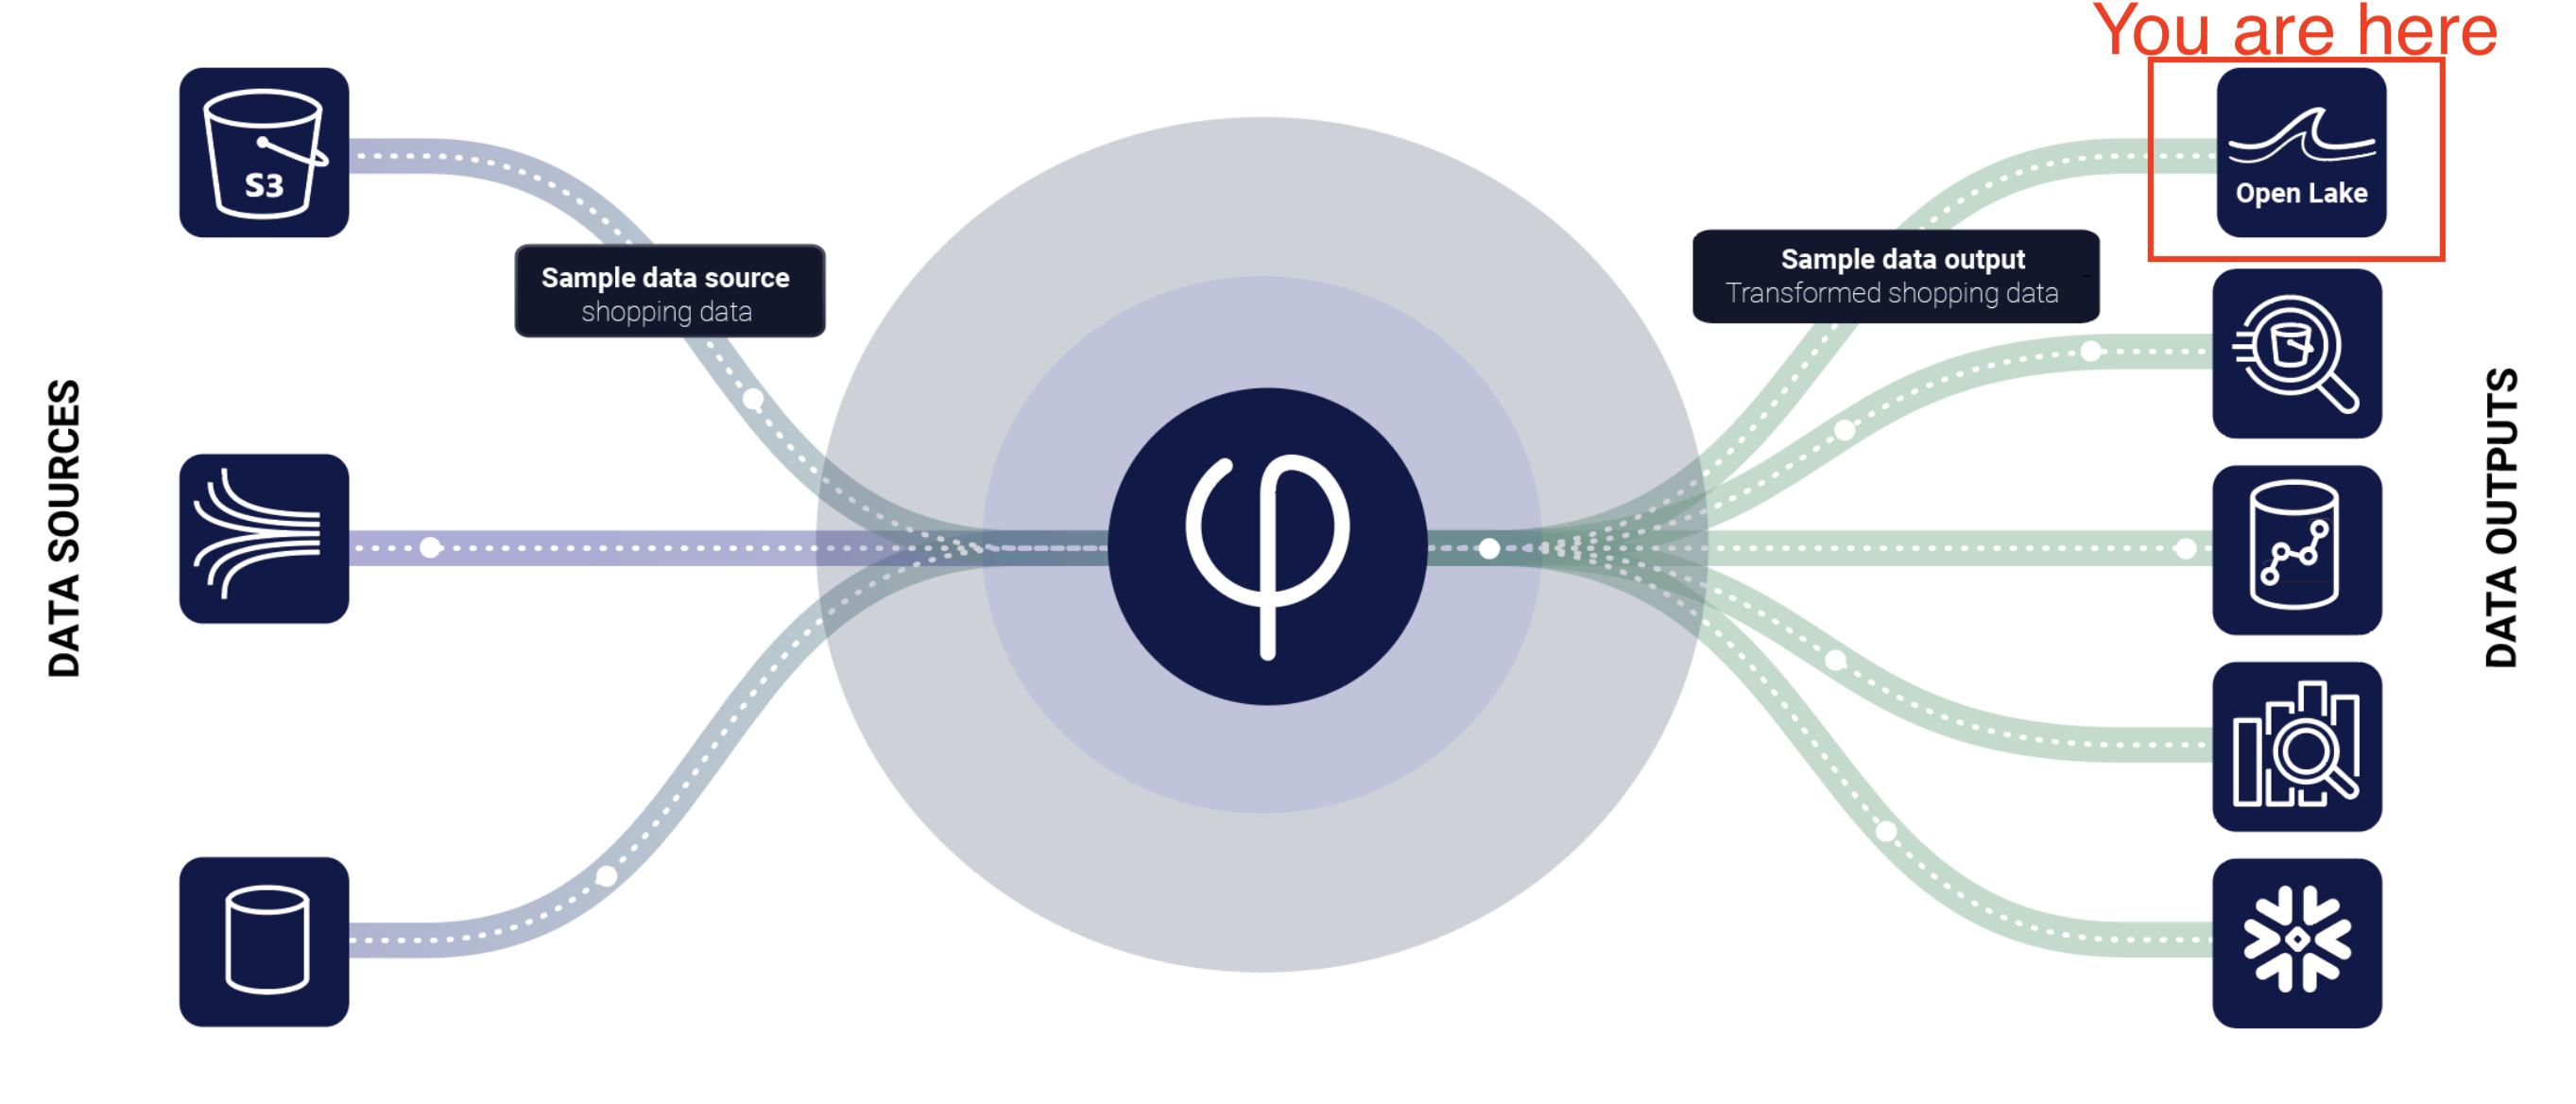 You are here
S3
Open Lake
Sample data source
shopping data
Sample data output
Transformed shopping data
DATA SOURCES
DATA OUTPUTS